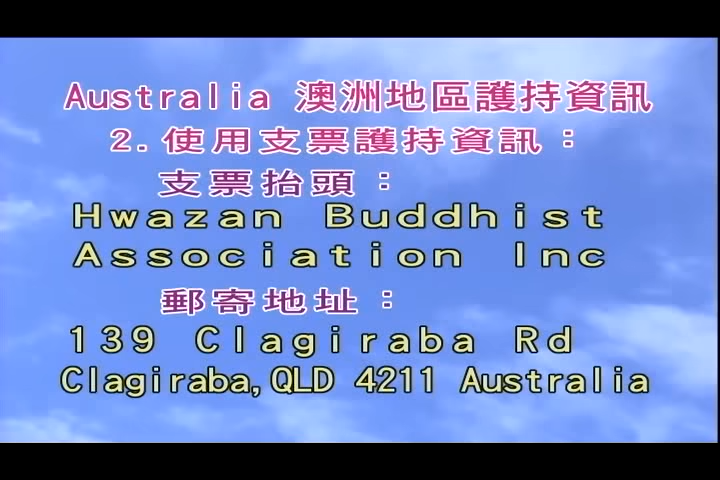 Australia 澳洲地區護持資訊
2.使用支票護持資訊：
支票抬頭：
Hwazan Buddhist
Association Inc
郵寄地址：
139 Clagiraba Rd
Clagiraba,QLD 4211 Australia